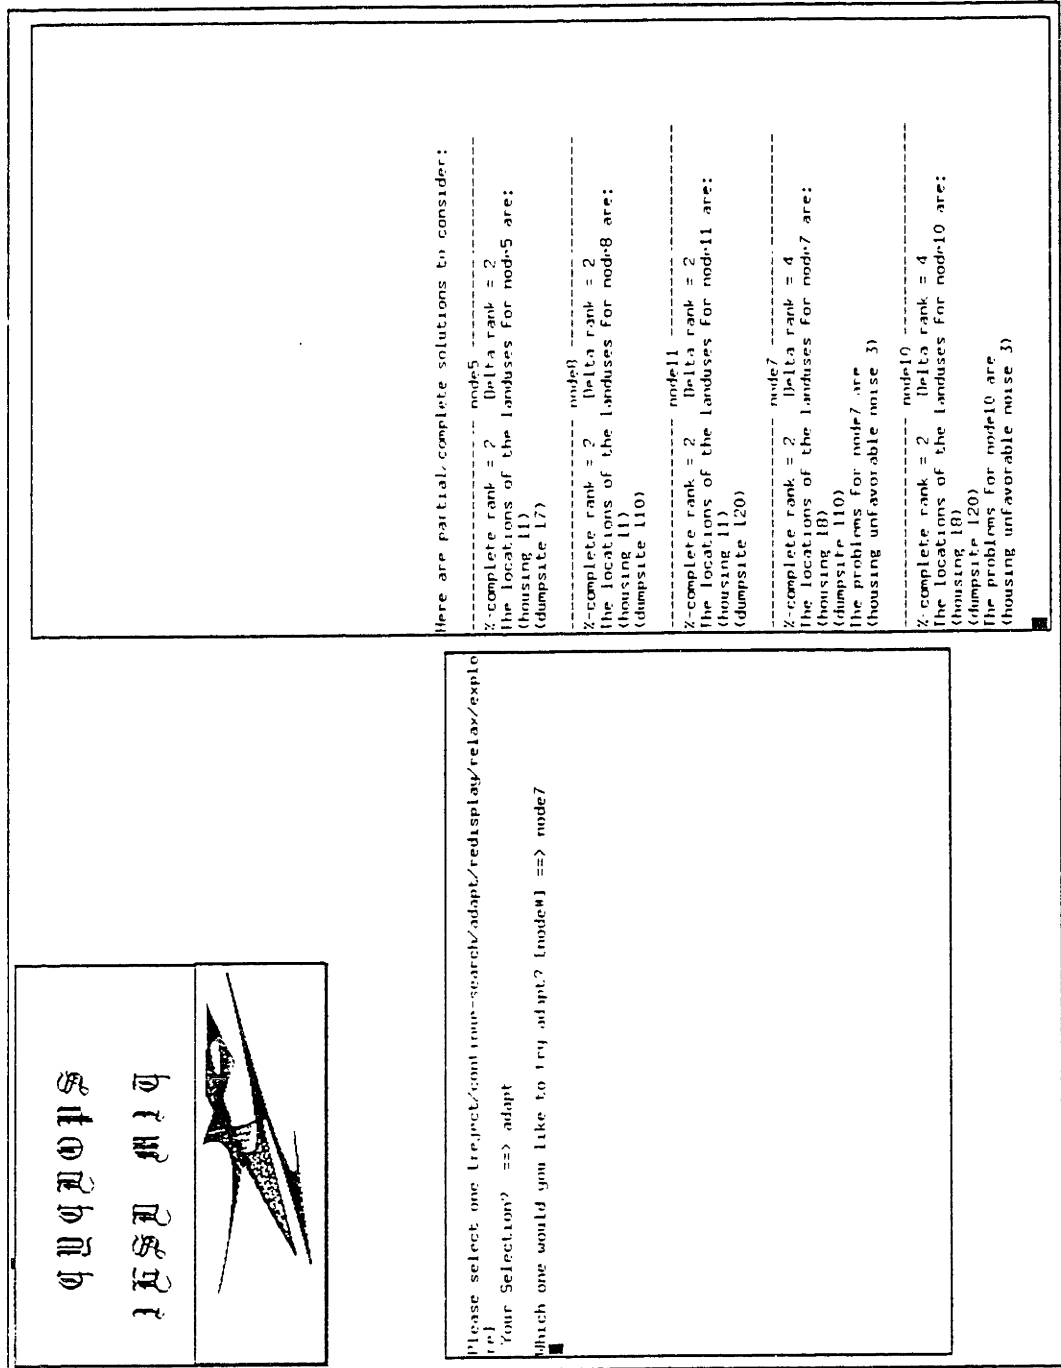 Here are partial/complete solutions to consider:
------------------ node5 ------------------
%-complete rank = 2   Delta rank = 2
The locations of the landuses for node5 are:
(housing l1)
(dumpsite l7)
------------------ node8 ------------------
%-complete rank = 2   Delta rank = 2
The locations of the landuses for node8 are:
(housing l1)
(dumpsite l10)
------------------ node11 ------------------
%-complete rank = 2   Delta rank = 2
The locations of the landuses for node11 are:
(housing l1)
(dumpsite l20)
------------------ node7 ------------------
%-complete rank = 2   Delta rank = 4
The locations of the landuses for node7 are:
(housing l8)
(dumpsite l10)
The problems for node7 are
(housing unfavorable noise 3)
------------------ node10 ------------------
%-complete rank = 2   Delta rank = 4
The locations of the landuses for node10 are:
(housing l8)
(dumpsite l20)
The problems for node10 are
(housing unfavorable noise 3)
Please select one [reject/continue-search/adapt/redisplay/relax/explo
re]
Your Selection? ==> adapt
Which one would you like to try adapt? [node#] ==> node7